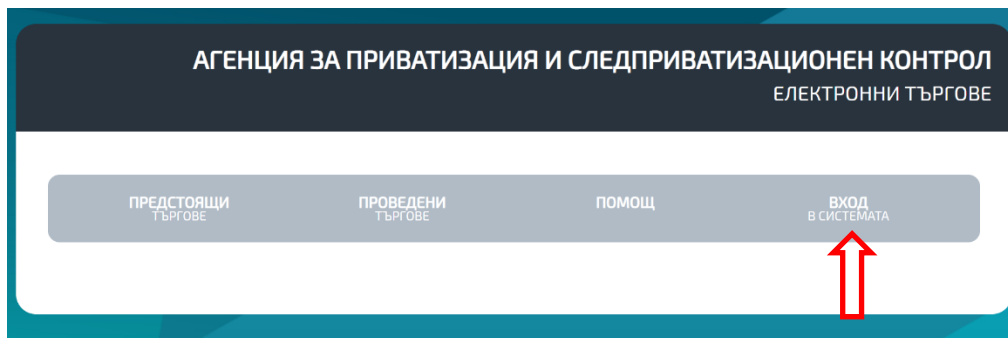 АГЕНЦИЯ ЗА ПРИВАТИЗАЦИЯ И СЛЕДПРИВАТИЗАЦИОНЕН КОНТРОЛ
ЕЛЕКТРОННИ ТЪРГОВЕ
ПРЕДСТОЯЩИ
ТЪРГОВЕ
ПРОВЕДЕНИ
ТЪРГОВЕ
ПОМОЩ
ВХОД
В СИСТЕМАТА